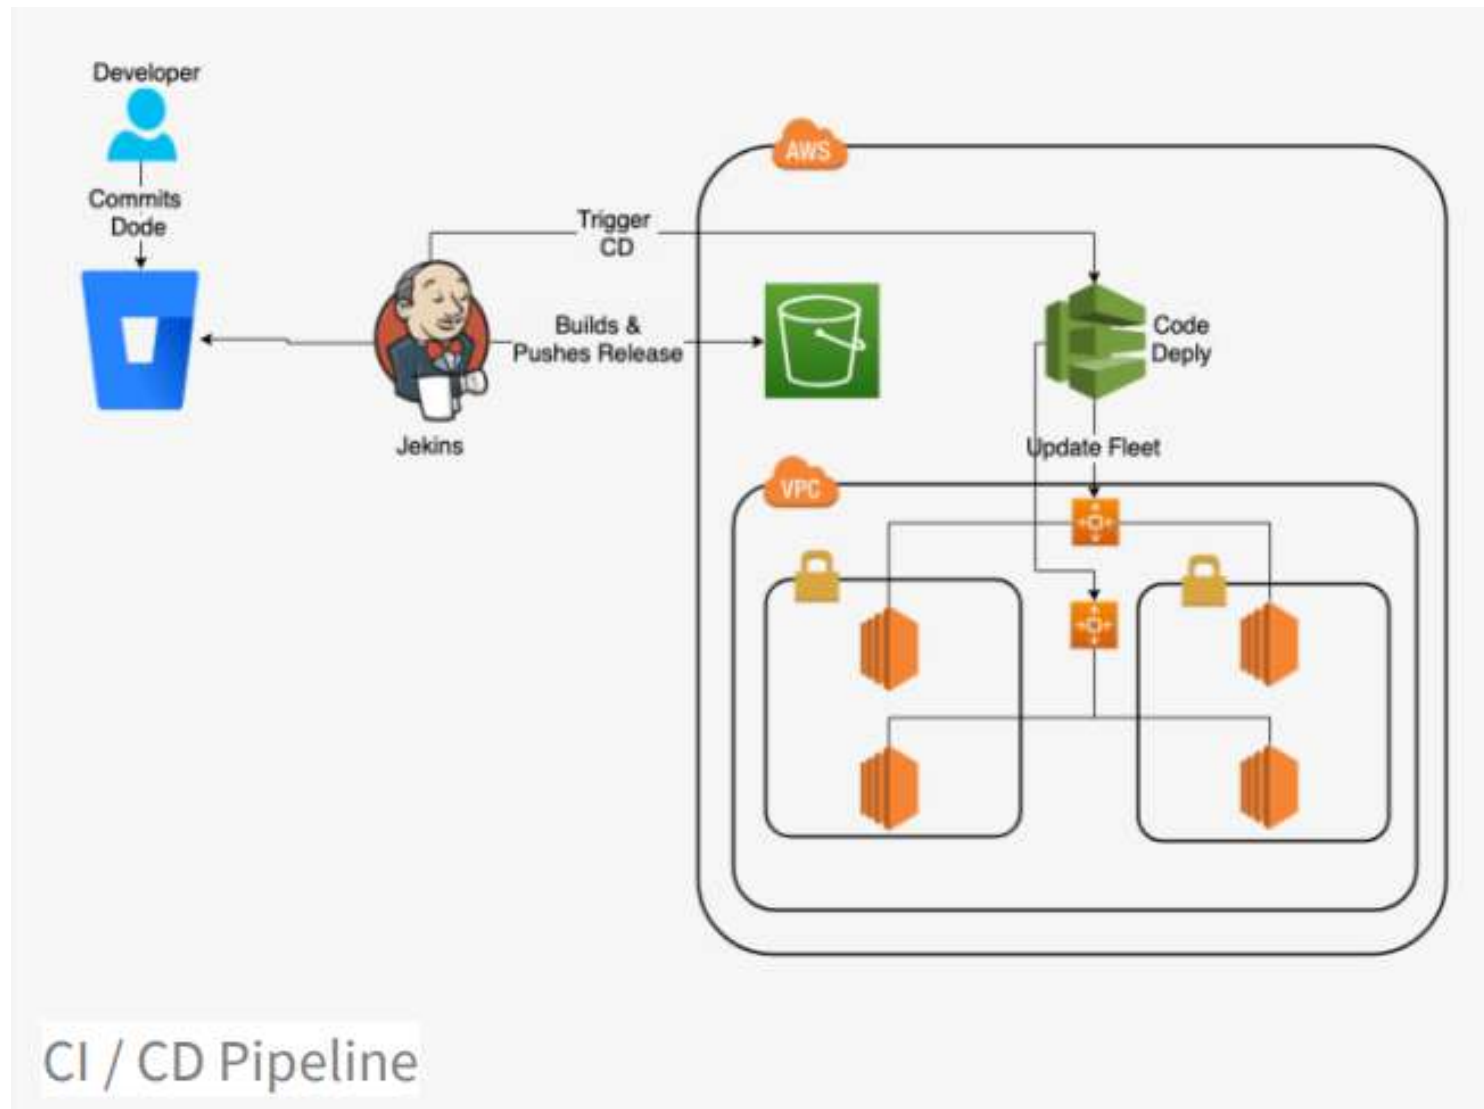 Developer
Commits
Dode
AWS
Trigger
CD
Builds &
Pushes Release
Code
Deply
Jekins
Update Fleet
VPC
CI / CD Pipeline